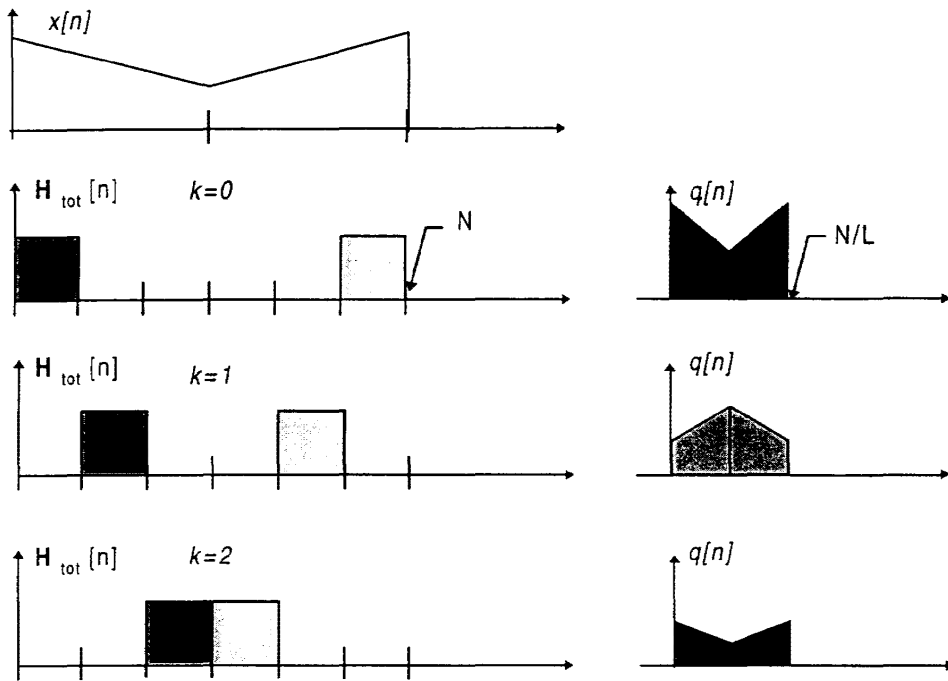 x[n]
H tot [n] k=0
N
q[n]
N/L
H tot [n] k=1
q[n]
H tot [n] k=2
q[n]